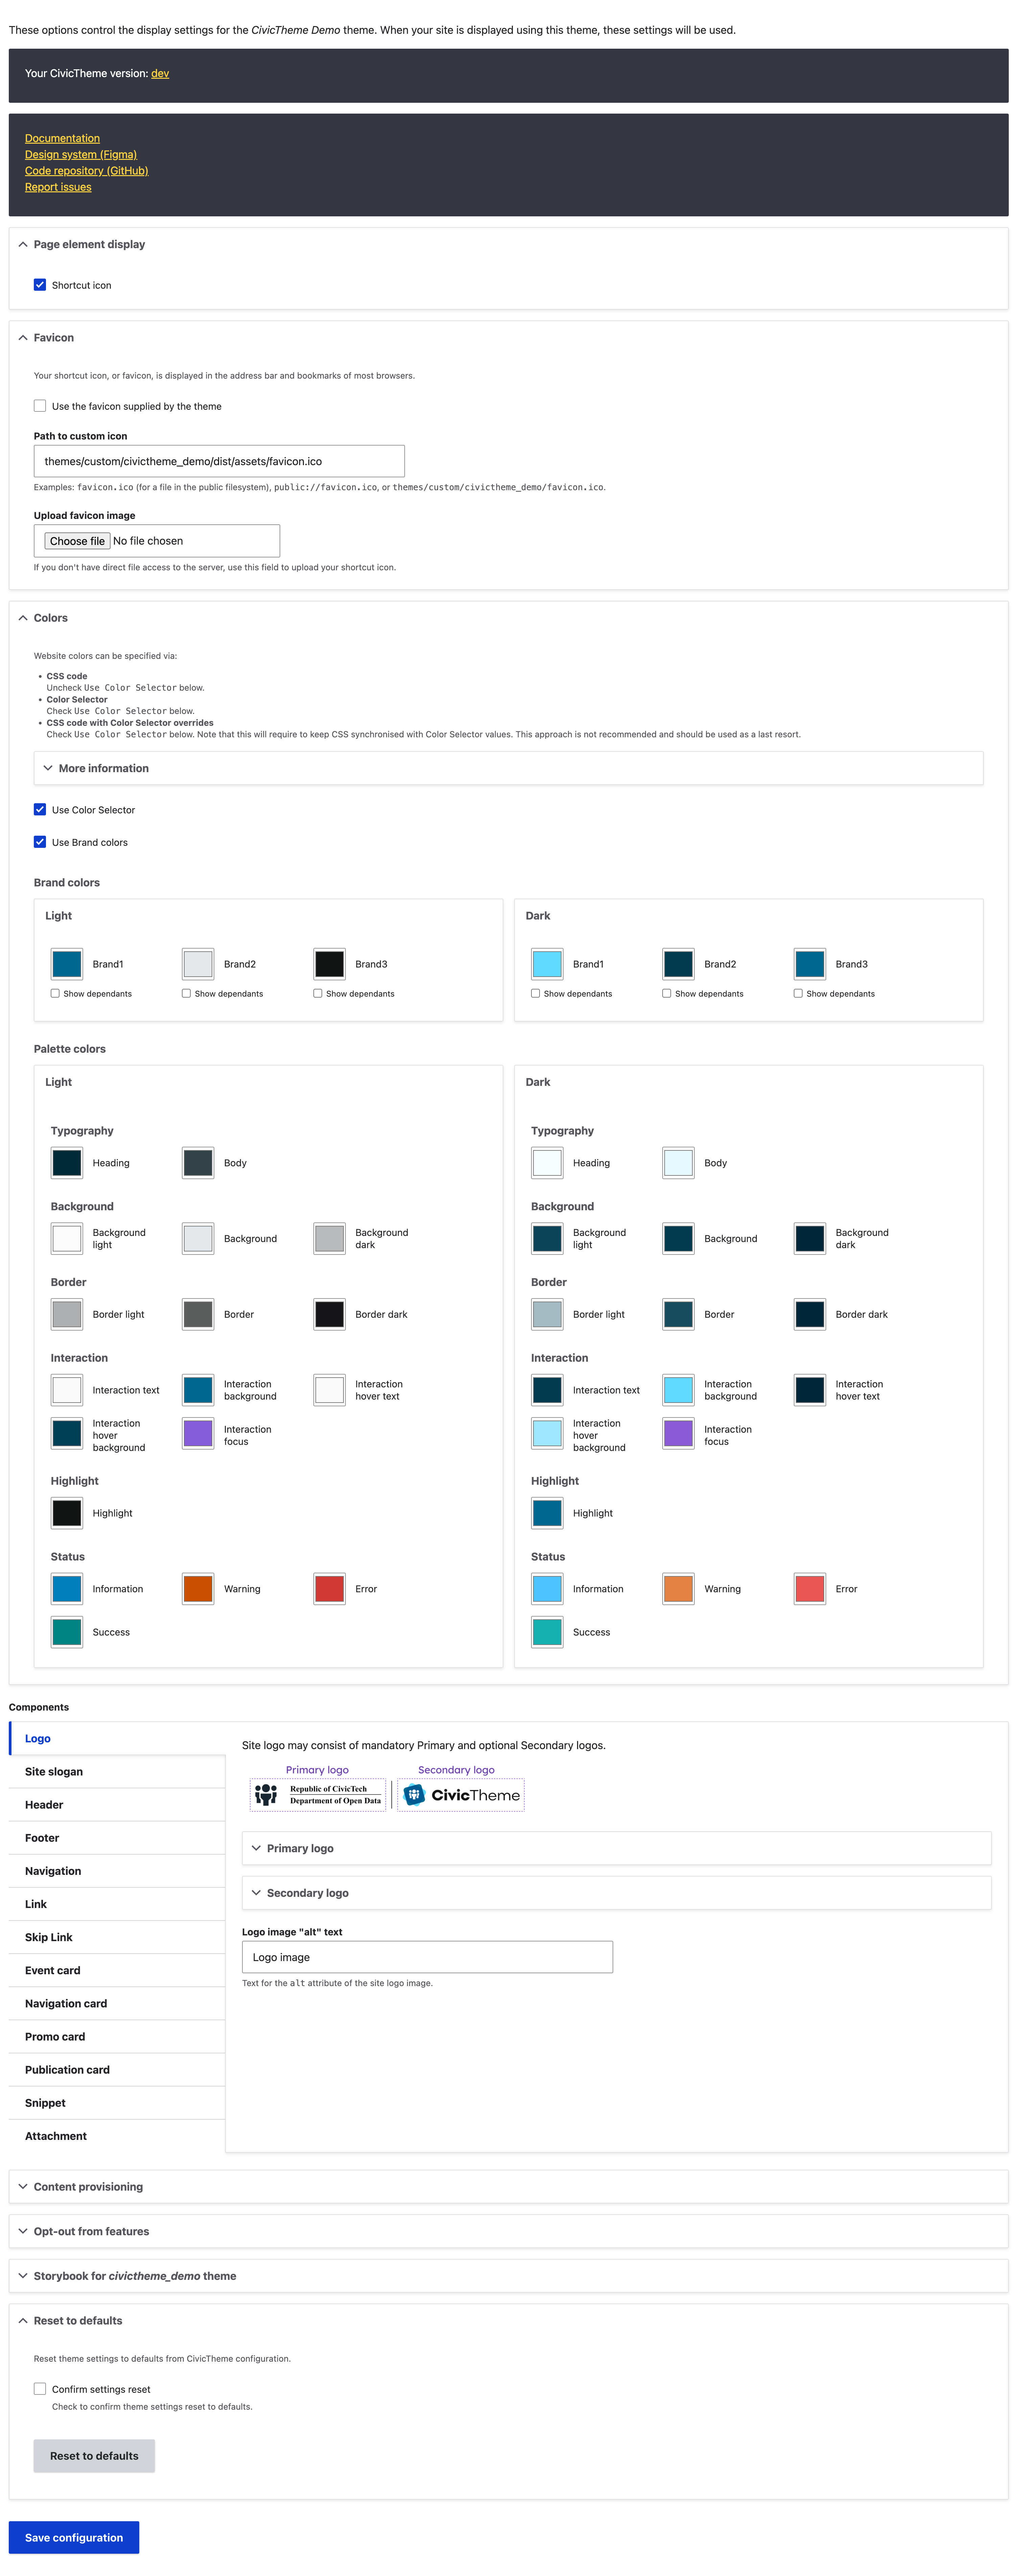 These options control the display settings for the CivicTheme Demo theme. When your site is displayed using this theme, these settings will be used.
Your CivicTheme version: dev
Documentation
Design system (Figma)
Code repository (GitHub)
Report issues
Page element display
Shortcut icon
Favicon
Your shortcut icon, or favicon, is displayed in the address bar and bookmarks of most browsers.
Use the favicon supplied by the theme
Path to custom icon
themes/custom/civictheme_demo/dist/assets/favicon.ico
Examples: favicon.ico (for a file in the public filesystem), public://favicon.ico, or themes/custom/civictheme_demo/favicon.ico.
Upload favicon image
Choose file No file chosen
If you don't have direct file access to the server, use this field to upload your shortcut icon.
Colors
Website colors can be specified via:
• CSS code
Uncheck Use Color Selector below.
• Color Selector
Check Use Color Selector below.
• CSS code with Color Selector overrides
Check Use Color Selector below. Note that this will require to keep CSS synchronised with Color Selector values. This approach is not recommended and should be used as a last resort.
More information
Use Color Selector
Use Brand colors
Brand colors
Light
Brand1 Brand2 Brand3
Show dependants Show dependants Show dependants
Dark
Brand1 Brand2 Brand3
Show dependants Show dependants Show dependants
Palette colors
Light
Typography
Heading Body
Background
Background light Background Background dark
Border
Border light Border Border dark
Interaction
Interaction text Interaction background Interaction hover text
Interaction hover background Interaction focus
Highlight
Highlight
Status
Information Warning Error
Success
Dark
Typography
Heading Body
Background
Background light Background Background dark
Border
Border light Border Border dark
Interaction
Interaction text Interaction background Interaction hover text
Interaction hover background Interaction focus
Highlight
Highlight
Status
Information Warning Error
Success
Components
Logo
Site slogan
Header
Footer
Navigation
Link
Skip Link
Event card
Navigation card
Promo card
Publication card
Snippet
Attachment
Site logo may consist of mandatory Primary and optional Secondary logos.
Primary logo Secondary logo
Republic of CivicTech
Department of Open Data
CivicTheme
Primary logo
Secondary logo
Logo image "alt" text
Logo image
Text for the alt attribute of the site logo image.
Content provisioning
Opt-out from features
Storybook for civictheme_demo theme
Reset to defaults
Reset theme settings to defaults from CivicTheme configuration.
Confirm settings reset
Check to confirm theme settings reset to defaults.
Reset to defaults
Save configuration